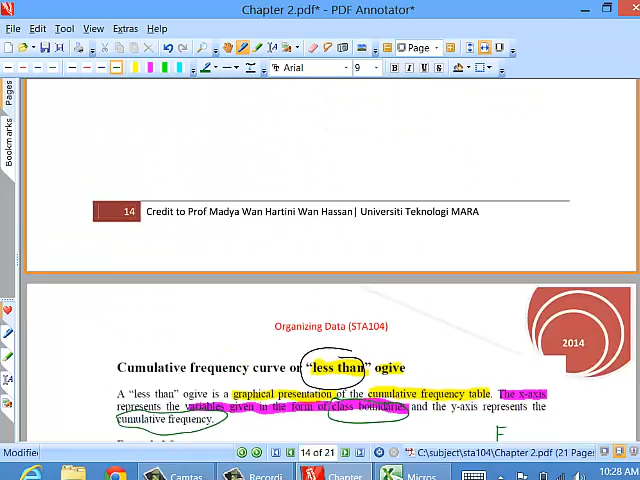 Chapter 2.pdf* - PDF Annotator*
File Edit Tool View Insert Extras Help
Page
Arial 9 B I U S
Pages
Bookmarks
14 Credit to Prof Madya Wan Hartini Wan Hassan| Universiti Teknologi MARA
Organizing Data (STA104)
2014
Cumulative frequency curve or “less than” ogive
A “less than” ogive is a graphical presentation of the cumulative frequency table. The x-axis
represents the variables given in the form of class boundaries and the y-axis represents the
cumulative frequency.
F
Modified
14 of 21
C:\subject\sta104\Chapter 2.pdf (21 Pages
Camtas
Recordi
Chapter
Micros
10:28 AM